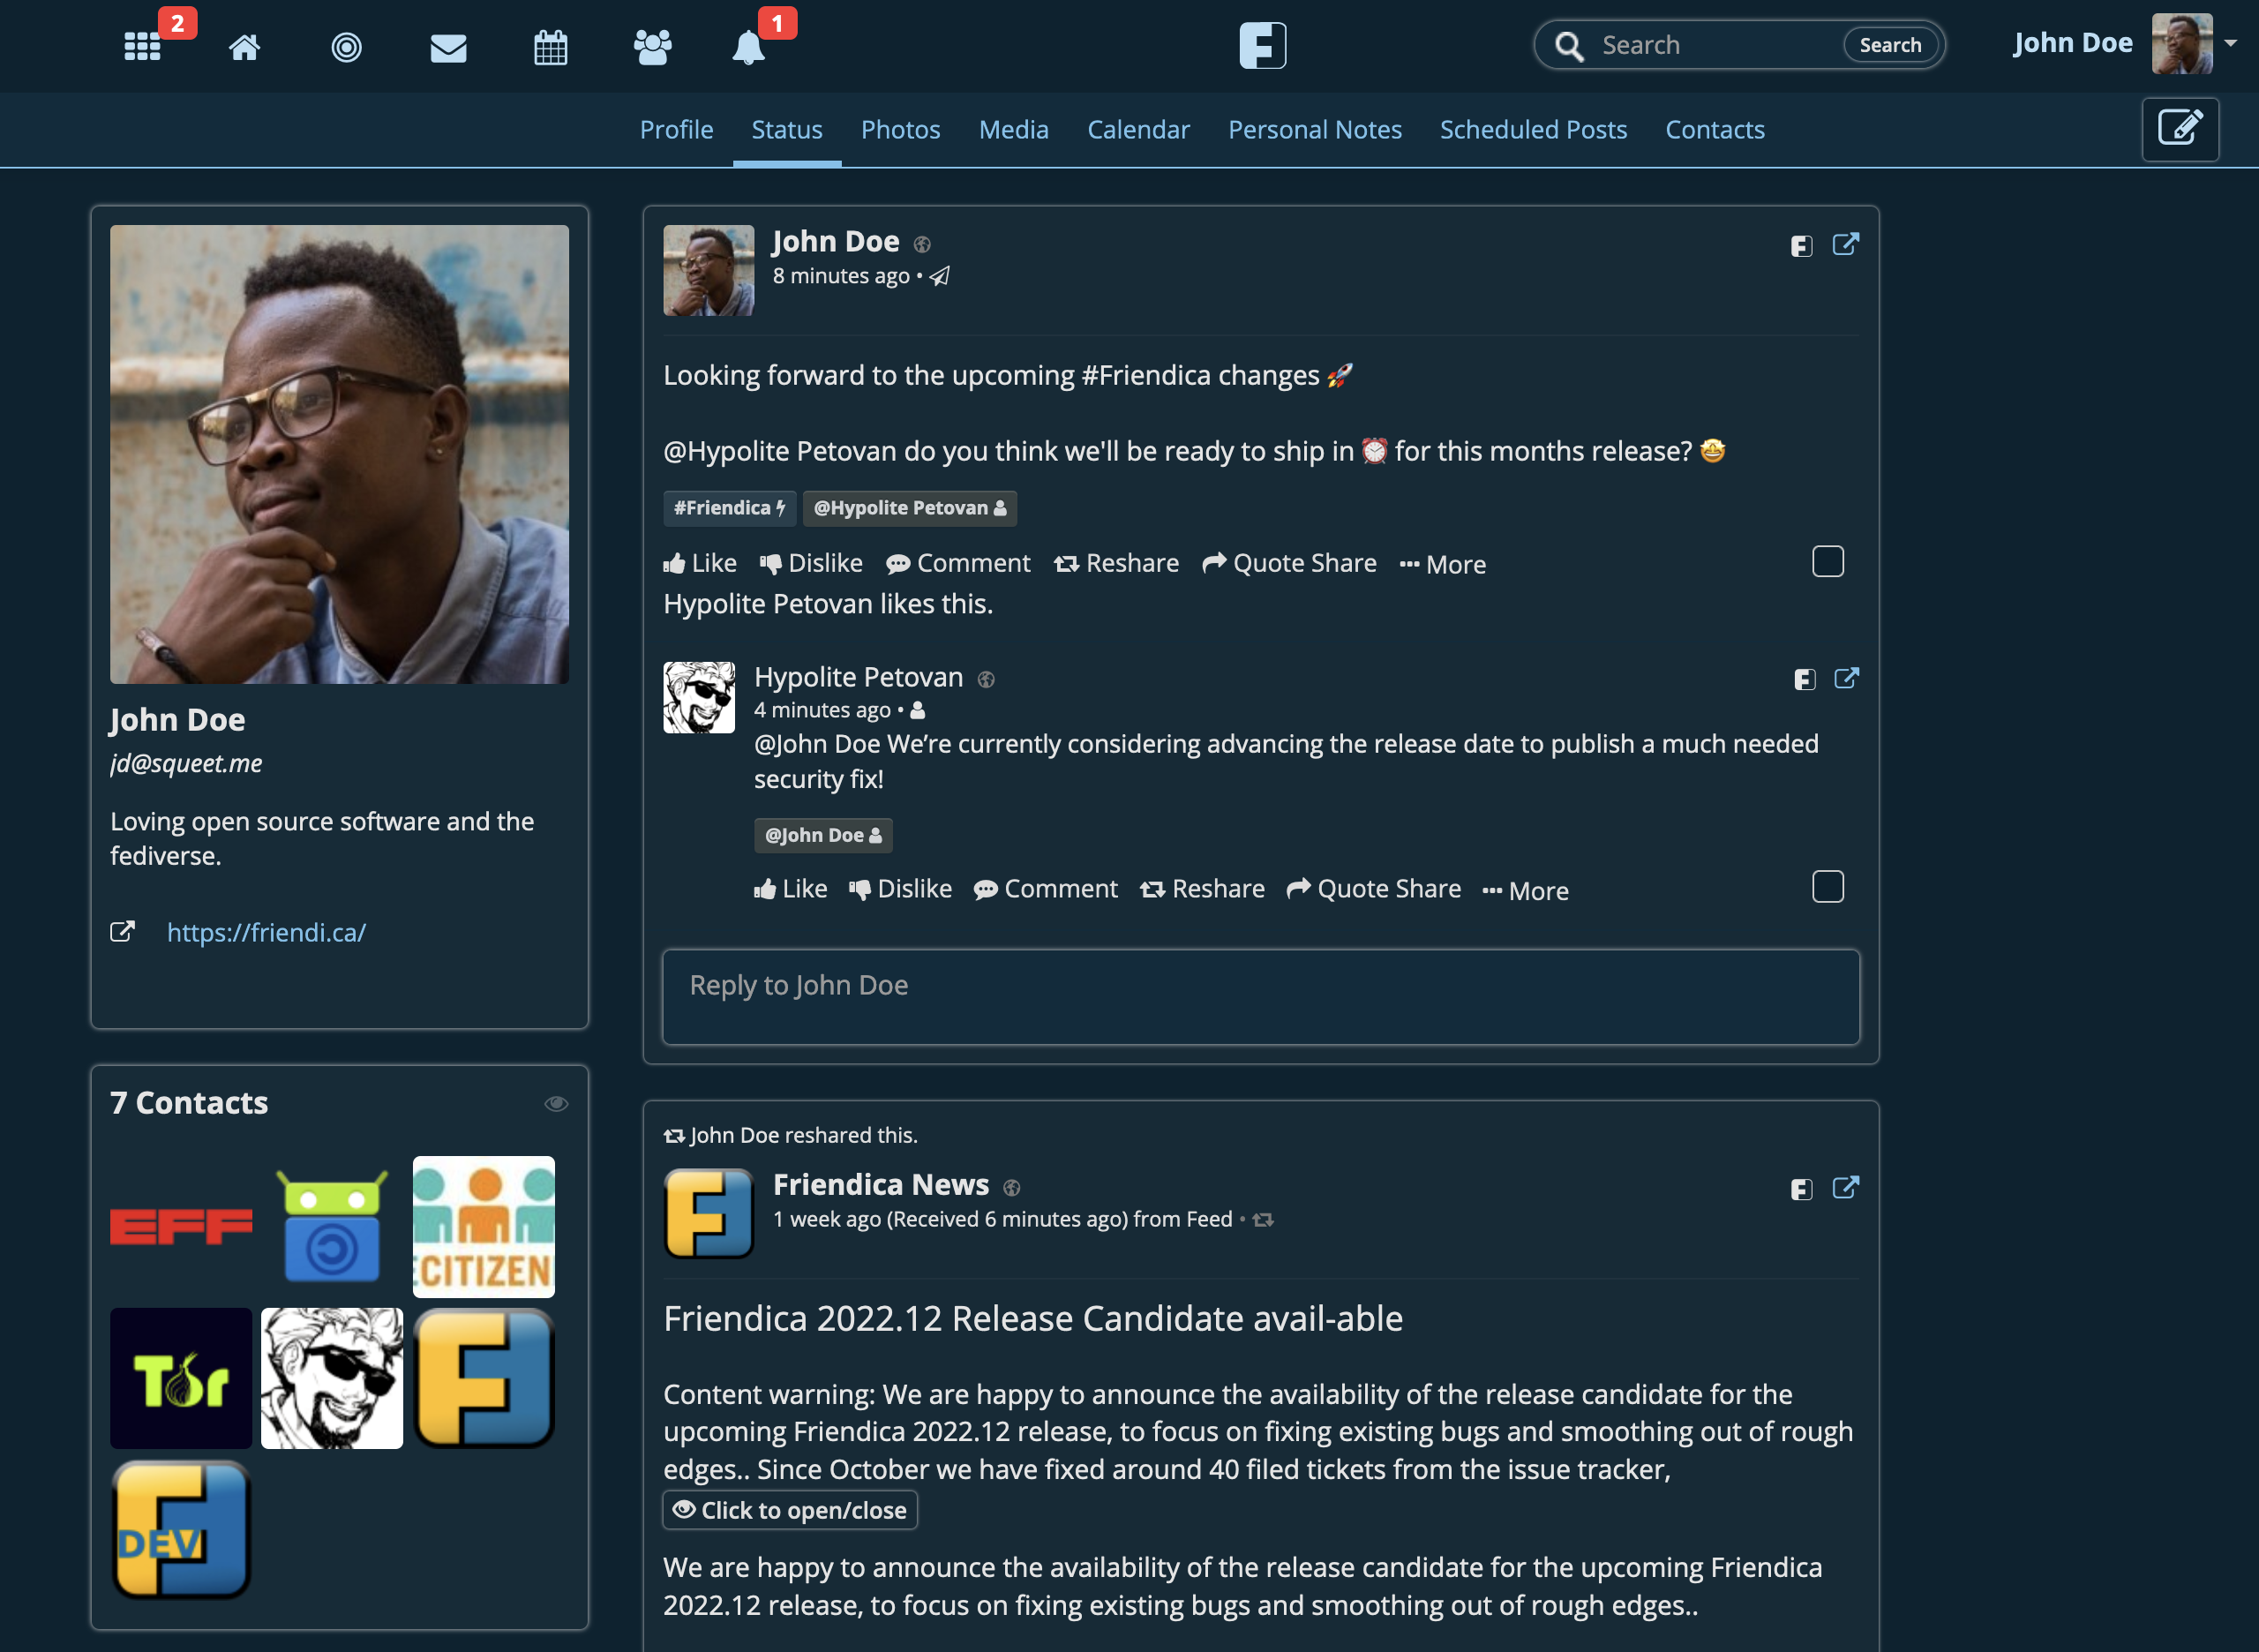 2
1
F
Search
Search
John Doe
Profile
Status
Photos
Media
Calendar
Personal Notes
Scheduled Posts
Contacts
John Doe
jd@squeet.me
Loving open source software and the
fediverse.
https://friendi.ca/
7 Contacts
EFF
CITIZEN
Tor
DEV
John Doe
8 minutes ago •
Looking forward to the upcoming #Friendica changes 🚀
@Hypolite Petovan do you think we'll be ready to ship in ⏰ for this months release? 🤩
#Friendica
@Hypolite Petovan
Like Dislike Comment Reshare Quote Share ••• More
Hypolite Petovan likes this.
Hypolite Petovan
4 minutes ago •
@John Doe We’re currently considering advancing the release date to publish a much needed
security fix!
@John Doe
Like Dislike Comment Reshare Quote Share ••• More
Reply to John Doe
John Doe reshared this.
Friendica News
1 week ago (Received 6 minutes ago) from Feed •
Friendica 2022.12 Release Candidate avail-able
Content warning: We are happy to announce the availability of the release candidate for the
upcoming Friendica 2022.12 release, to focus on fixing existing bugs and smoothing out of rough
edges.. Since October we have fixed around 40 filed tickets from the issue tracker,
Click to open/close
We are happy to announce the availability of the release candidate for the upcoming Friendica
2022.12 release, to focus on fixing existing bugs and smoothing out of rough edges..